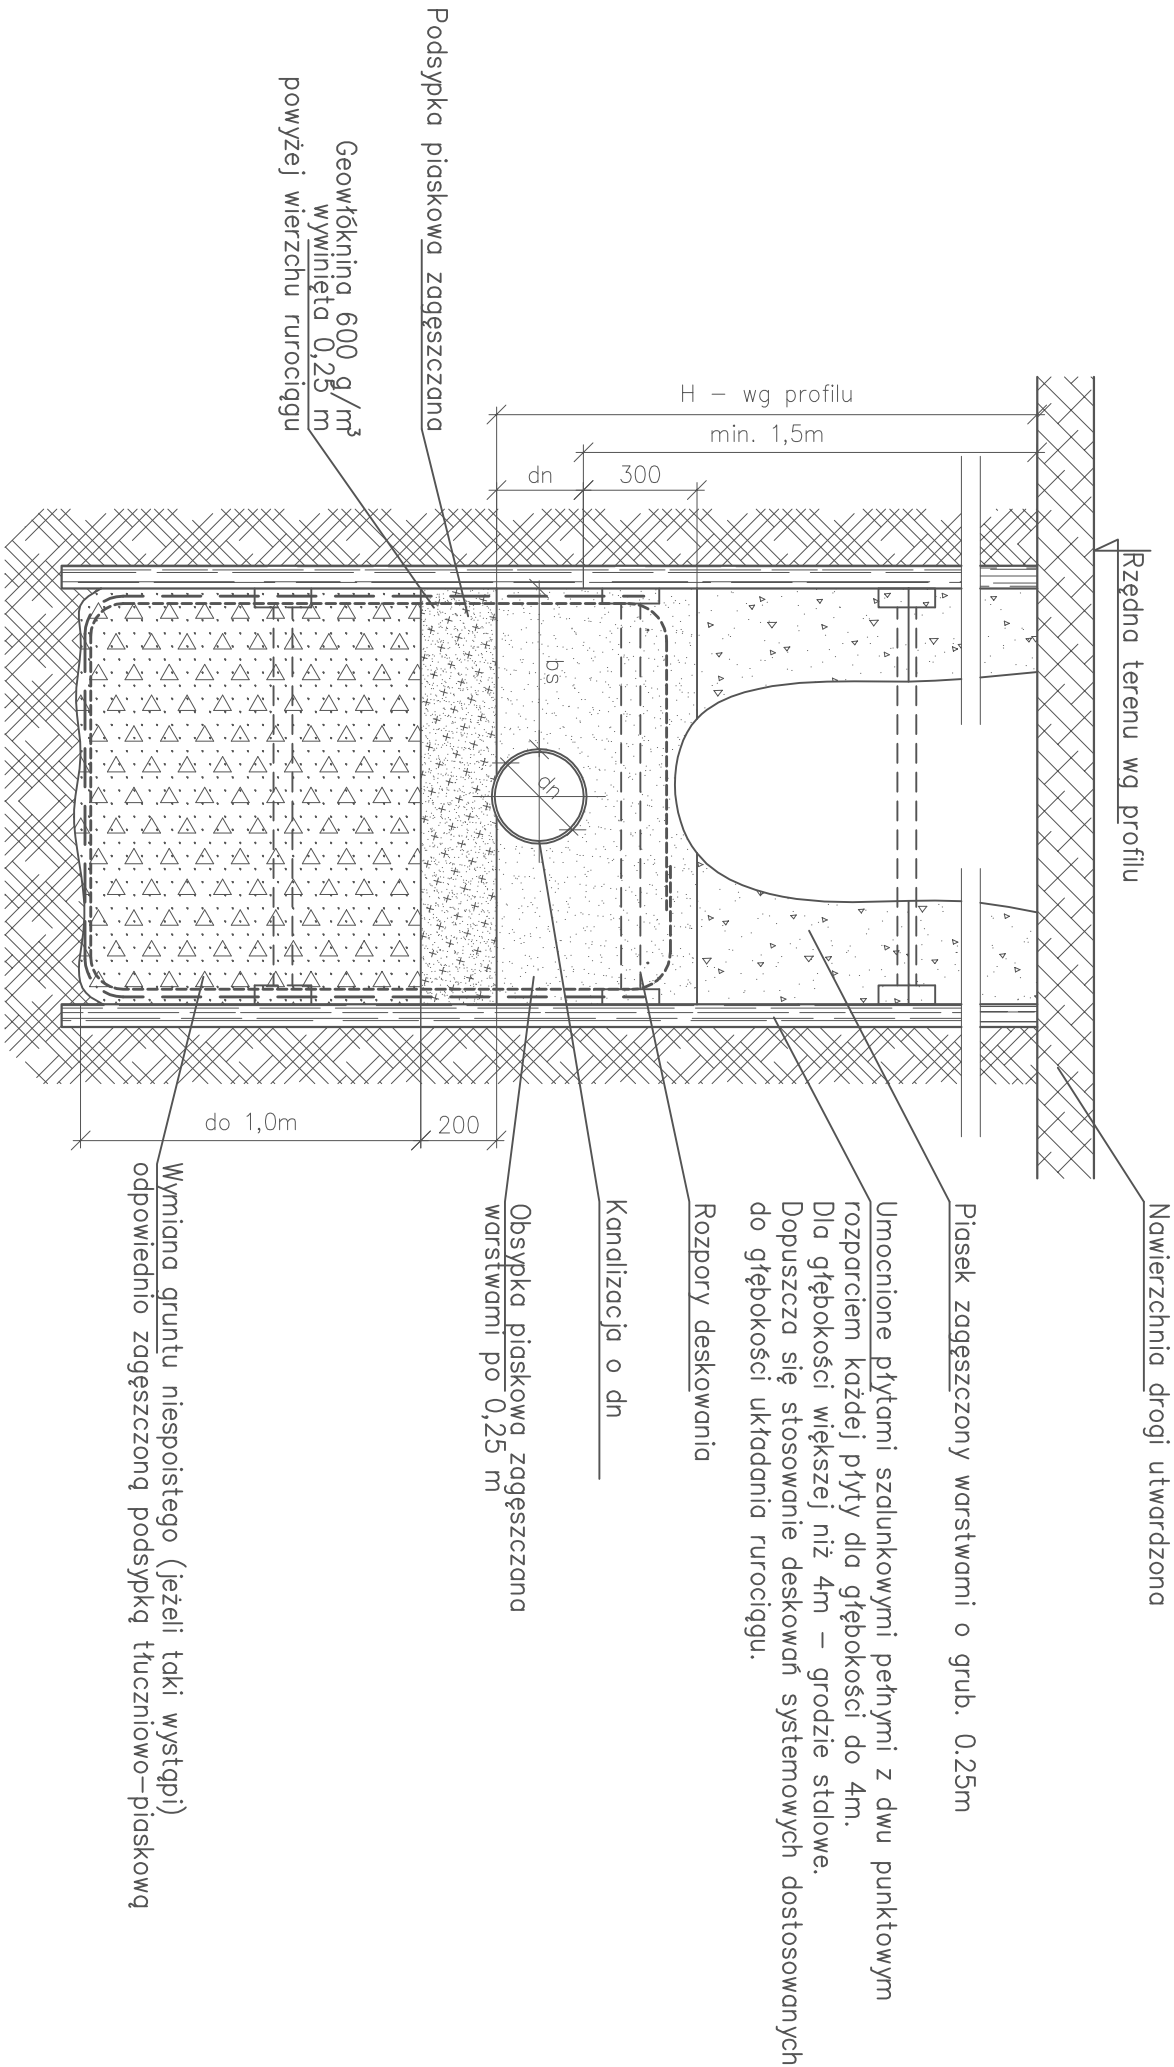 Rzędna terenu wg profilu
Nawierzchnia drogi utwardzona
H – wg profilu
min. 1,5m
dn
300
Piasek zagęszczony warstwami o grub. 0.25m
Umocnione płytami szalunkowymi pełnymi z dwu punktowym
rozparciem każdej płyty dla głębokości do 4m.
Dla głębokości większej niż 4m – grodzie stalowe.
Dopuszcza się stosowanie deskowań systemowych dostosowanych
do głębokości układania rurociągu.
Rozpory deskowania
Kanalizacja o dn
bs
dn
Obsypka piaskowa zagęszczana
warstwami po 0,25 m
Podsypka piaskowa zagęszczana
Geowłóknina 600 g/m³
wywinięta 0,25 m
powyżej wierzchu rurociągu
200
do 1,0m
Wymiana gruntu niespoistego (jeżeli taki wystąpi)
odpowiednio zagęszczoną podsypką tłuczniowo–piaskową